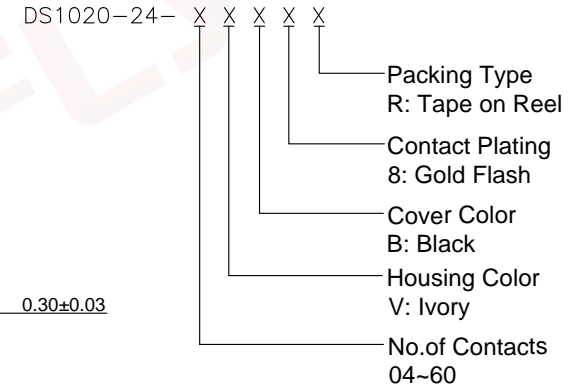 DS1020-24- X X X X X
Packing Type
R: Tape on Reel
Contact Plating
8: Gold Flash
Cover Color
B: Black
Housing Color
V: Ivory
0.30±0.03
No.of Contacts
04~60